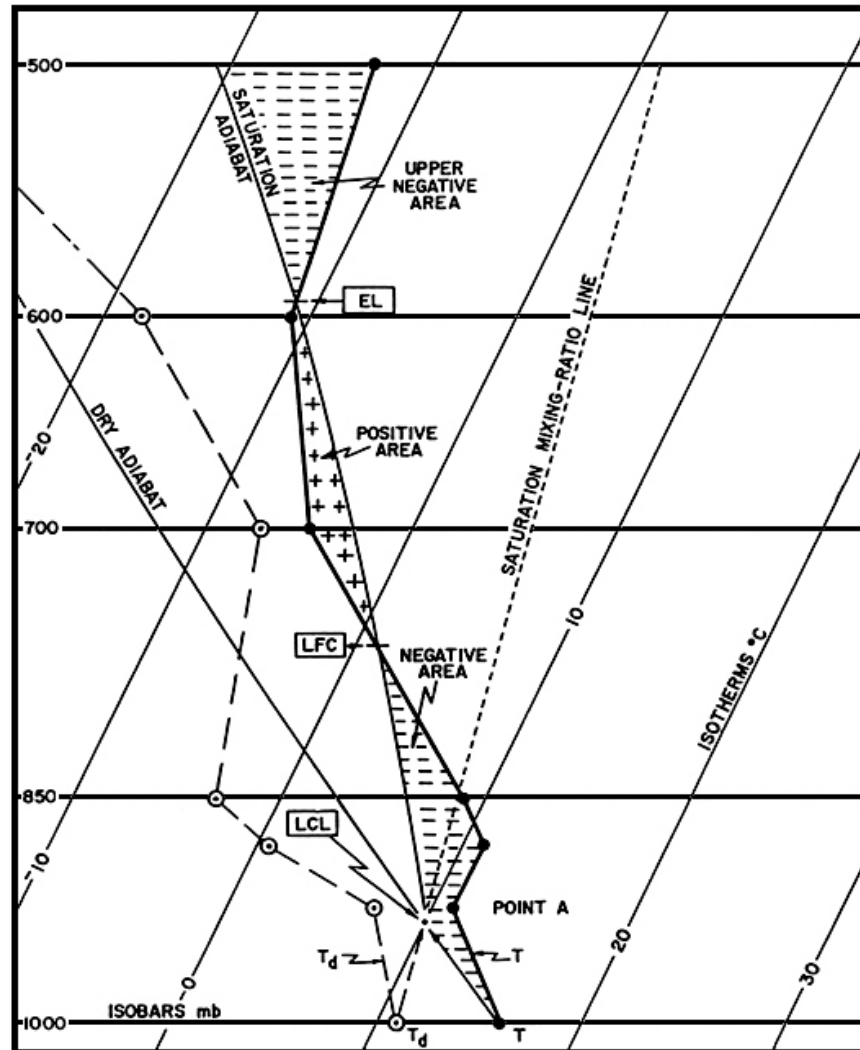 500
SATURATION
ADIABAT
UPPER
NEGATIVE
AREA
EL
600
SATURATION MIXING-RATIO LINE
20
DRY ADIABAT
POSITIVE
AREA
700
10
LFC
NEGATIVE
AREA
ISOTHERMS °C
850
LCL
10
POINT A
20
Td
T
0
30
ISOBARS mb
1000
Td
T